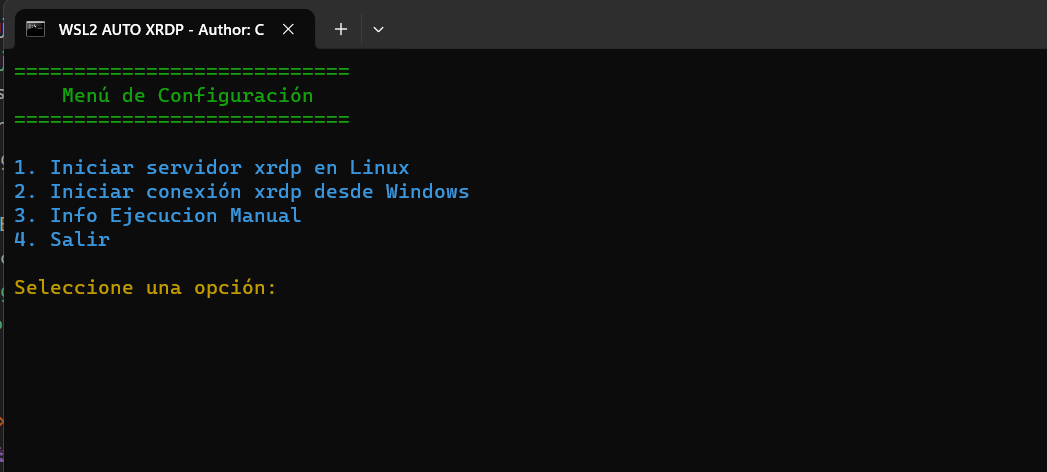 WSL2 AUTO XRDP - Author: C
============================
Menú de Configuración
============================
1. Iniciar servidor xrdp en Linux
2. Iniciar conexión xrdp desde Windows
3. Info Ejecucion Manual
4. Salir
Seleccione una opción: